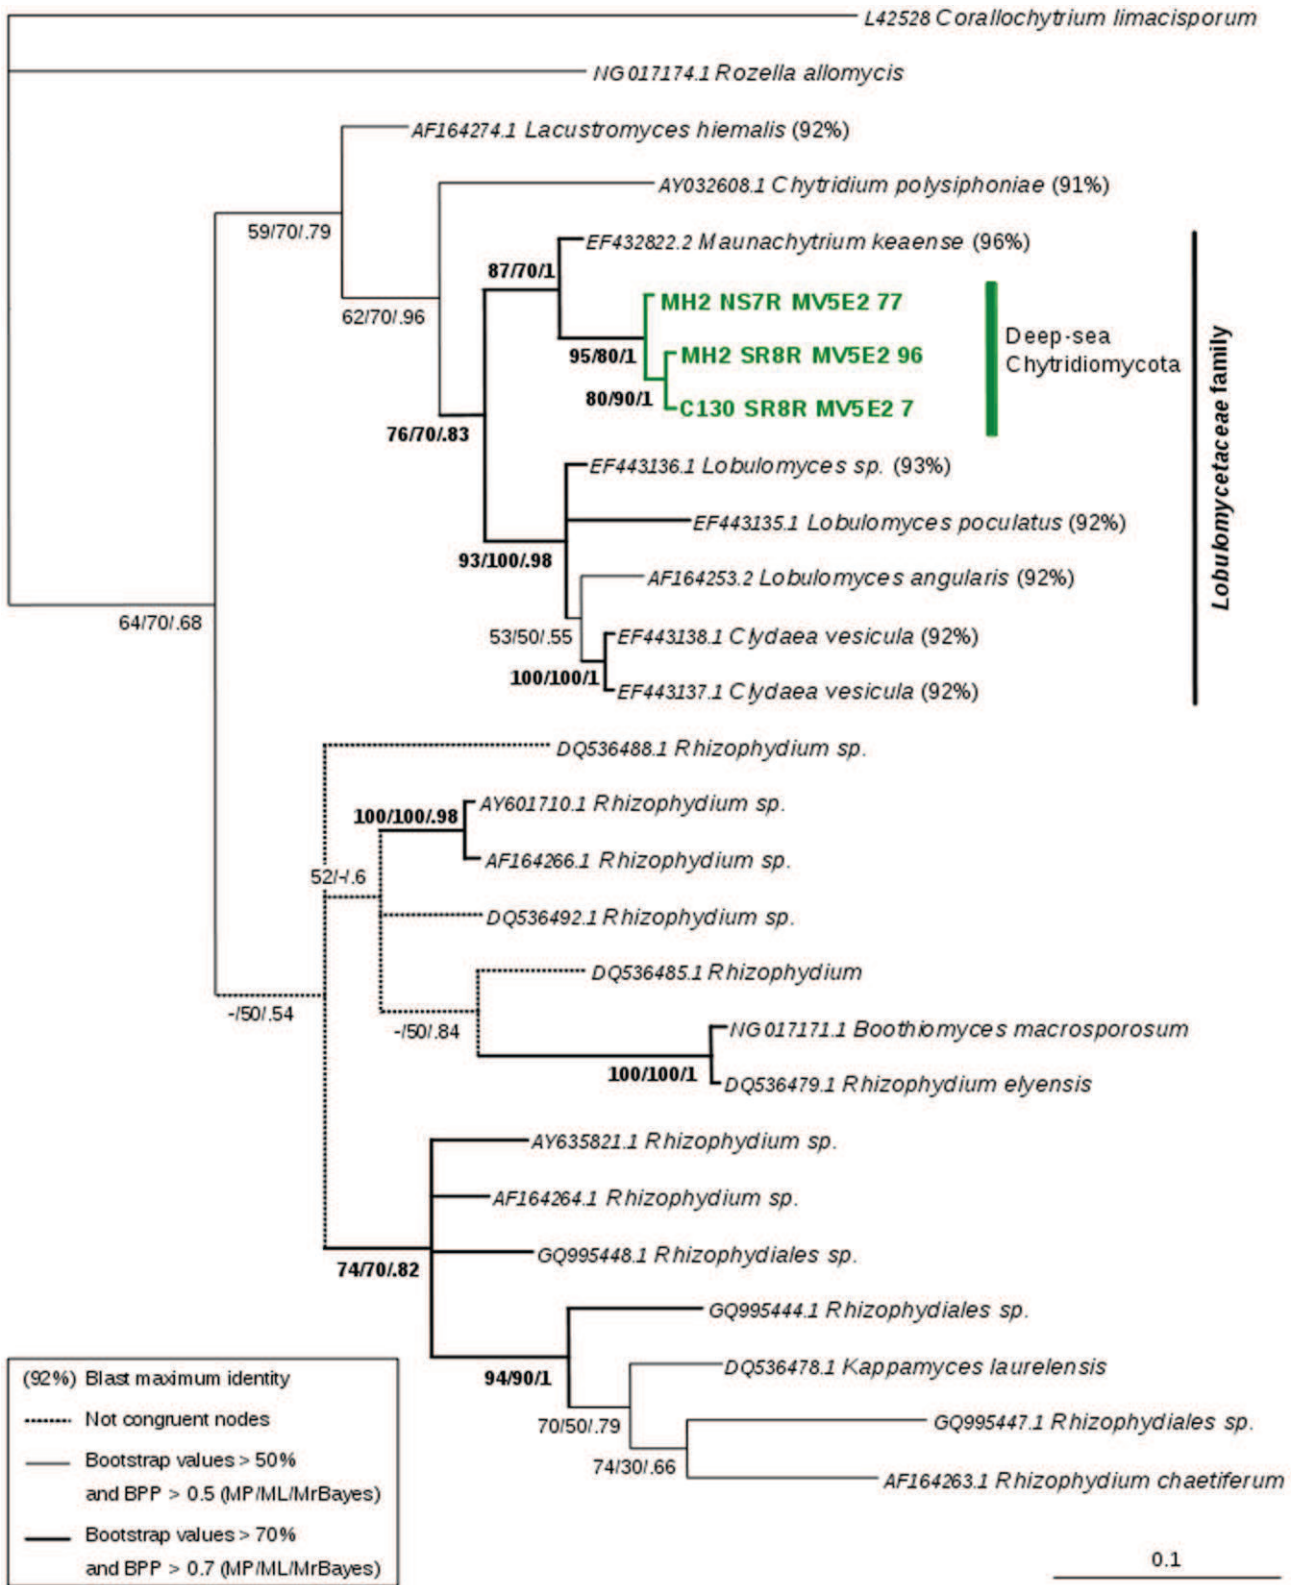 L42528 Corallochytrium limacisporum
NG017174.1 Rozella allomycis
AF164274.1 Lacustromyces hiemalis (92%)
AY032608.1 Chytridium polysiphoniae (91%)
59/70/.79
EF432822.2 Maunachytrium keaense (96%)
87/70/1
MH2 NS7R MV5E2 77
62/70/.96
Deep-sea
Chytridiomycota
95/80/1
MH2 SR8R MV5E2 96
80/90/1
C130 SR8R MV5E2 7
76/70/.83
Lobulomycetaceae family
EF443136.1 Lobulomyces sp. (93%)
EF443135.1 Lobulomyces poculatus (92%)
93/100/.98
AF164253.2 Lobulomyces angularis (92%)
64/70/.68
53/50/.55
EF443138.1 Clydaea vesicula (92%)
100/100/1
EF443137.1 Clydaea vesicula (92%)
DQ536488.1 Rhizophydium sp.
AY601710.1 Rhizophydium sp.
100/100/.98
AF164266.1 Rhizophydium sp.
52/-/.6
DQ536492.1 Rhizophydium sp.
DQ536485.1 Rhizophydium
-/50/.54
-/50/.84
NG017171.1 Boothiomyces macrosporosum
100/100/1
DQ536479.1 Rhizophydium elyensis
AY635821.1 Rhizophydium sp.
AF164264.1 Rhizophydium sp.
GQ995448.1 Rhizophydiales sp.
74/70/.82
GQ995444.1 Rhizophydiales sp.
94/90/1
DQ536478.1 Kappamyces laurelensis
70/50/.79
GQ995447.1 Rhizophydiales sp.
74/30/.66
AF164263.1 Rhizophydium chaetiferum
(92%) Blast maximum identity
Not congruent nodes
Bootstrap values > 50%
and BPP > 0.5 (MP/ML/MrBayes)
Bootstrap values > 70%
and BPP > 0.7 (MP/ML/MrBayes)
0.1